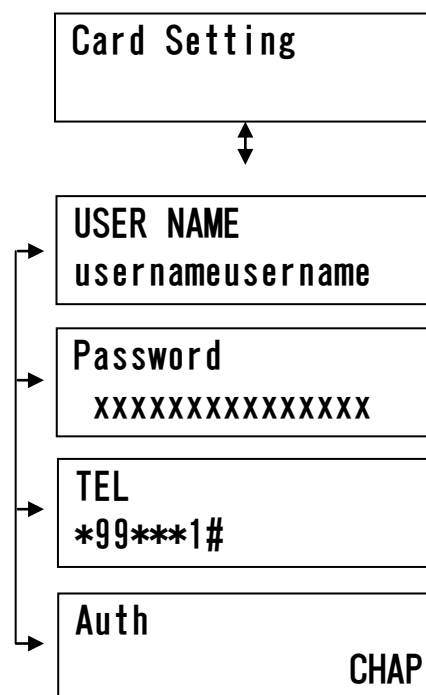 Card Setting
USER NAME
usernameusername
Password
xxxxxxxxxxxxxxx
TEL
*99***1#
Auth
CHAP